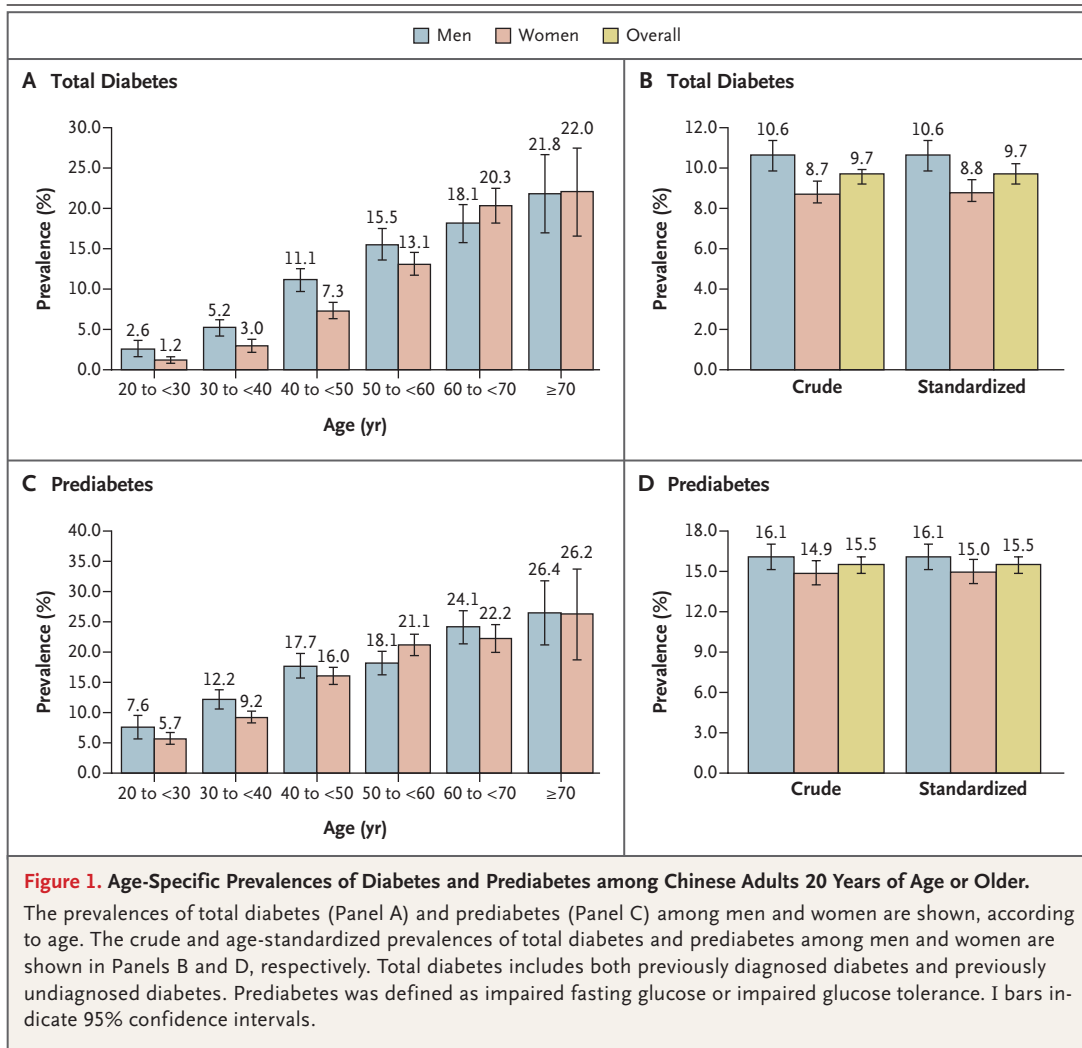 Men Women Overall
A Total Diabetes
30.0
25.0
20.0
15.0
10.0
5.0
0.0
Prevalence (%)
2.6 1.2 5.2 3.0 11.1 7.3 15.5 13.1 18.1 20.3 21.8 22.0
20 to <30 30 to <40 40 to <50 50 to <60 60 to <70 ≥70
Age (yr)
B Total Diabetes
12.0
10.0
8.0
6.0
4.0
2.0
0.0
Prevalence (%)
10.6 8.7 9.7 10.6 8.8 9.7
Crude Standardized
C Prediabetes
40.0
35.0
30.0
25.0
20.0
15.0
10.0
5.0
0.0
Prevalence (%)
7.6 5.7 12.2 9.2 17.7 16.0 18.1 21.1 24.1 22.2 26.4 26.2
20 to <30 30 to <40 40 to <50 50 to <60 60 to <70 ≥70
Age (yr)
D Prediabetes
18.0
15.0
12.0
9.0
6.0
3.0
0.0
Prevalence (%)
16.1 14.9 15.5 16.1 15.0 15.5
Crude Standardized
Figure 1. Age-Specific Prevalences of Diabetes and Prediabetes among Chinese Adults 20 Years of Age or Older.
The prevalences of total diabetes (Panel A) and prediabetes (Panel C) among men and women are shown, according
to age. The crude and age-standardized prevalences of total diabetes and prediabetes among men and women are
shown in Panels B and D, respectively. Total diabetes includes both previously diagnosed diabetes and previously
undiagnosed diabetes. Prediabetes was defined as impaired fasting glucose or impaired glucose tolerance. I bars in-
dicate 95% confidence intervals.